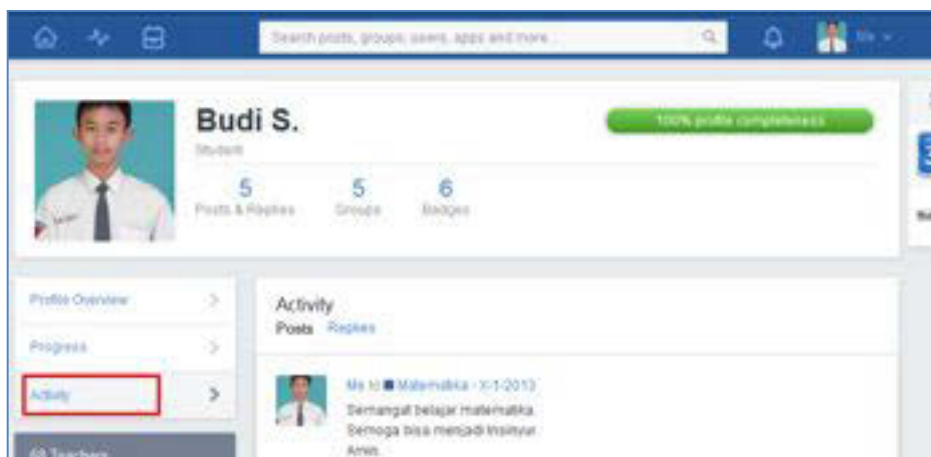 Search posts, groups, users, apps and more...
Me
Budi S.
100% profile completeness
Student
5 5 6
Posts & Replies Groups Badges
Profile Overview
Progress
Activity
Activity
Posts Replies
Me to Matematika - X-1-2013
Semangat belajar matematika.
Semoga bisa menjadi Insinyur.
Amin.
Teachers